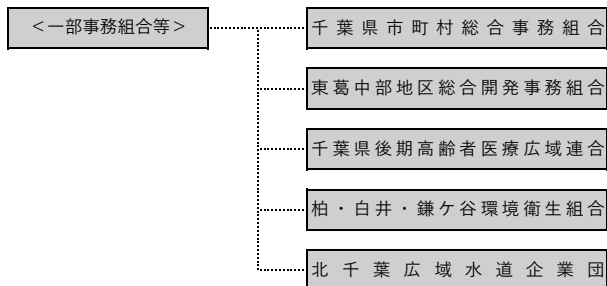 ＜一部事務組合等＞
千葉県市町村総合事務組合
東葛中部地区総合開発事務組合
千葉県後期高齢者医療広域連合
柏・白井・鎌ケ谷環境衛生組合
北千葉広域水道企業団